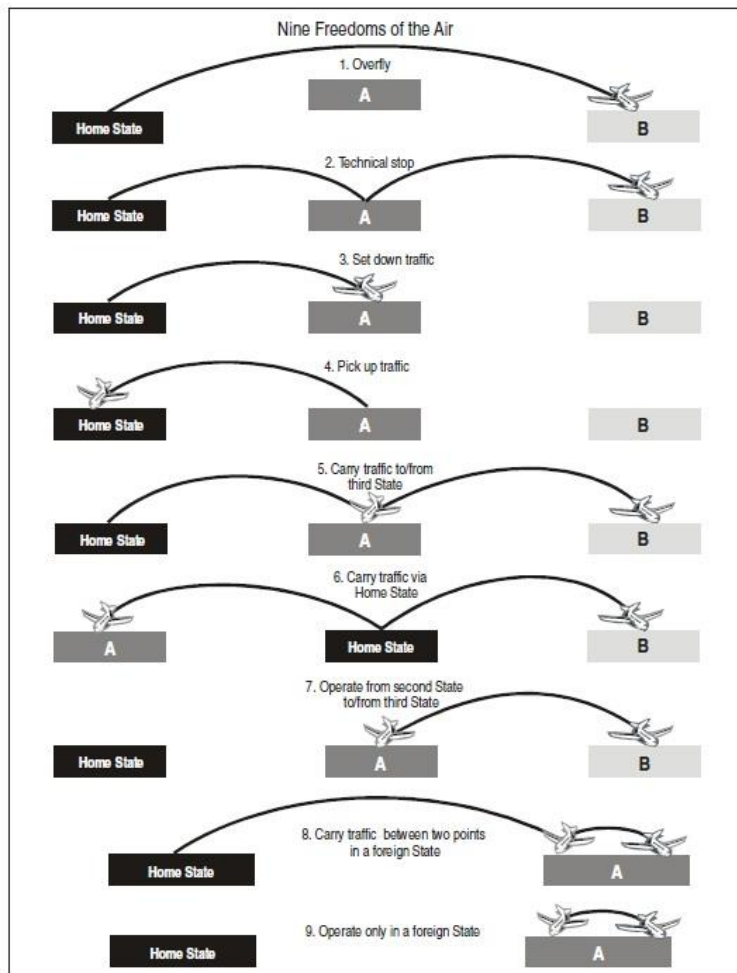 Nine Freedoms of the Air
1. Overfly
A
Home State
B
2. Technical stop
Home State
A
B
3. Set down traffic
Home State
A
B
4. Pick up traffic
Home State
A
B
5. Carry traffic to/from
third State
Home State
A
B
6. Carry traffic via
Home State
A
Home State
B
7. Operate from second State
to/from third State
Home State
A
B
8. Carry traffic between two points
in a foreign State
Home State
A
9. Operate only in a foreign State
Home State
A